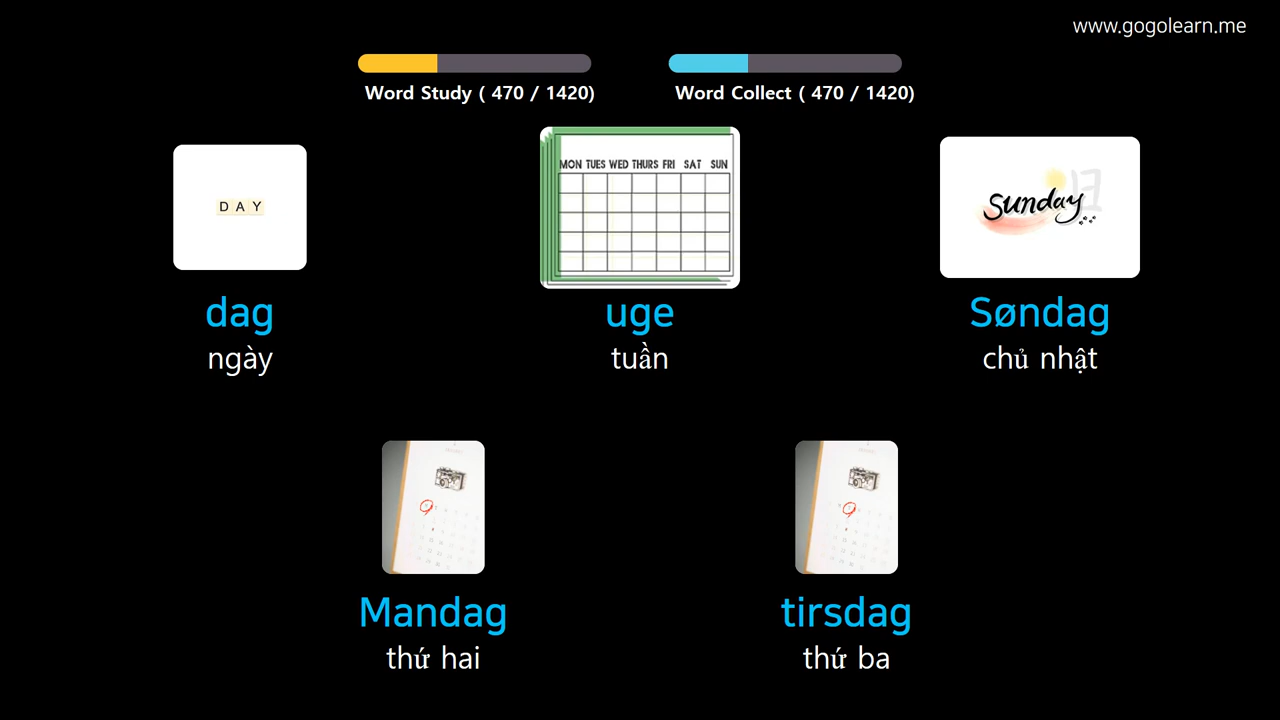 www.gogolearn.me
Word Study ( 470 / 1420)
Word Collect ( 470 / 1420)
DAY
MON TUES WED THURS FRI SAT SUN
Sunday
dag
uge
Søndag
ngày
tuần
chủ nhật
Mandag
tirsdag
thứ hai
thứ ba